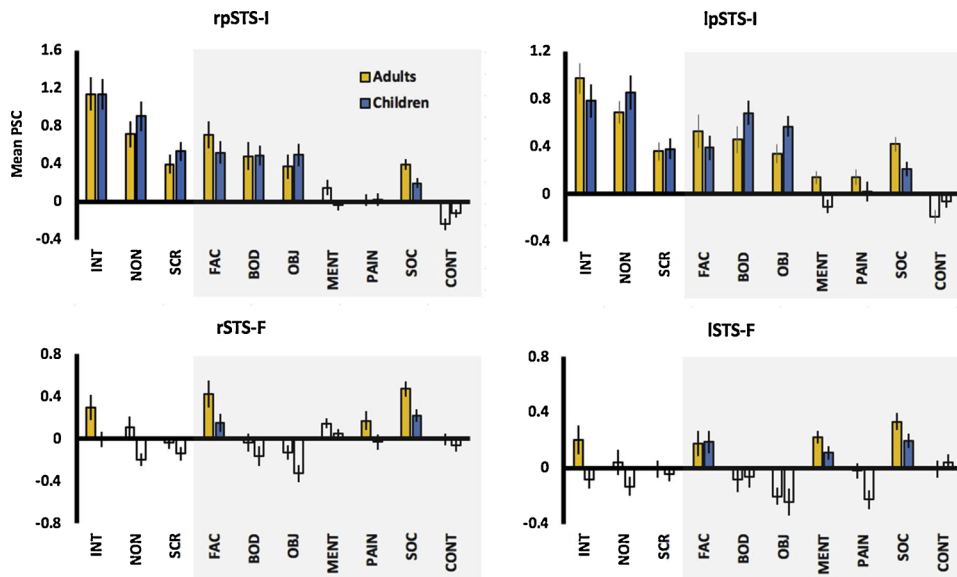 rpSTS-I
lpSTS-I
Mean PSC
1.6
1.2
0.8
0.4
0
-0.4
Adults
Children
INT
NON
SCR
FAC
BOD
OBJ
MENT
PAIN
SOC
CONT
1.2
0.8
0.4
0
-0.4
INT
NON
SCR
FAC
BOD
OBJ
MENT
PAIN
SOC
CONT
rSTS-F
lSTS-F
0.8
0.4
0
-0.4
-0.8
INT
NON
SCR
FAC
BOD
OBJ
MENT
PAIN
SOC
CONT
0.8
0.4
0
-0.4
INT
NON
SCR
FAC
BOD
OBJ
MENT
PAIN
SOC
CONT